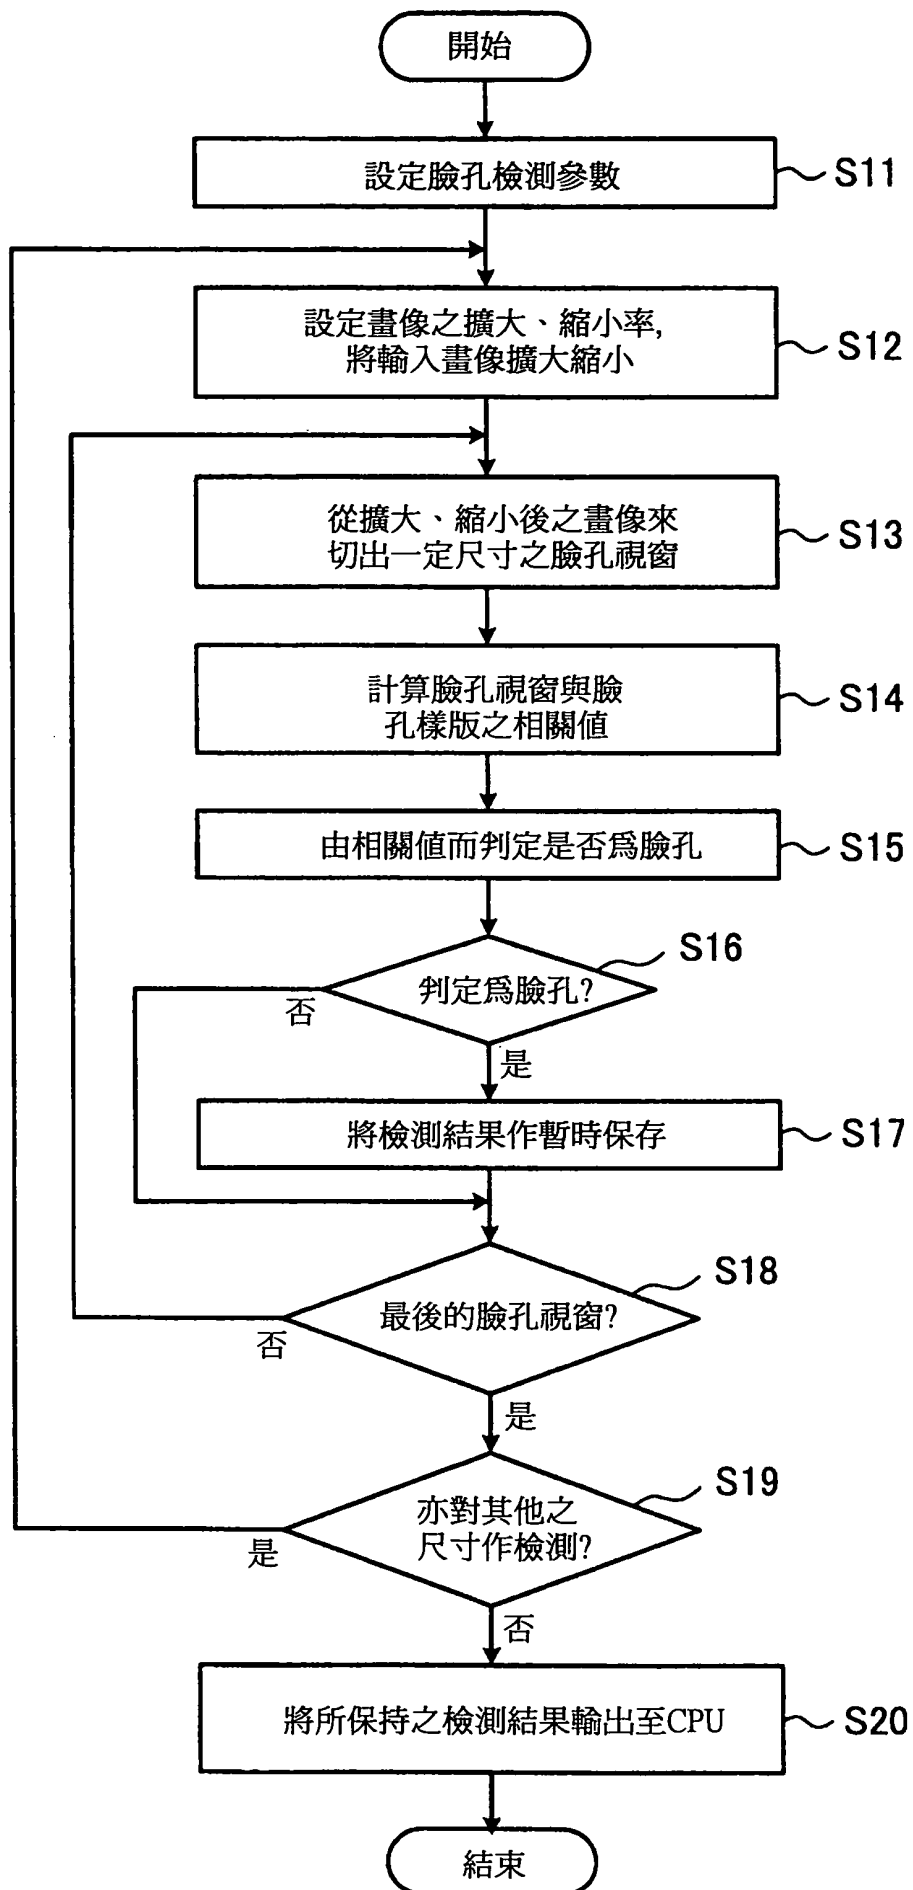 開始
設定臉孔檢測參數
S11
設定畫像之擴大、縮小率,
將輸入畫像擴大縮小
S12
從擴大、縮小後之畫像來
切出一定尺寸之臉孔視窗
S13
計算臉孔視窗與臉
孔樣版之相關值
S14
由相關值而判定是否爲臉孔
S15
S16
判定爲臉孔?
否
是
將檢測結果作暫時保存
S17
S18
最後的臉孔視窗?
否
是
S19
亦對其他之
尺寸作檢測?
是
否
將所保持之檢測結果輸出至CPU
S20
結束